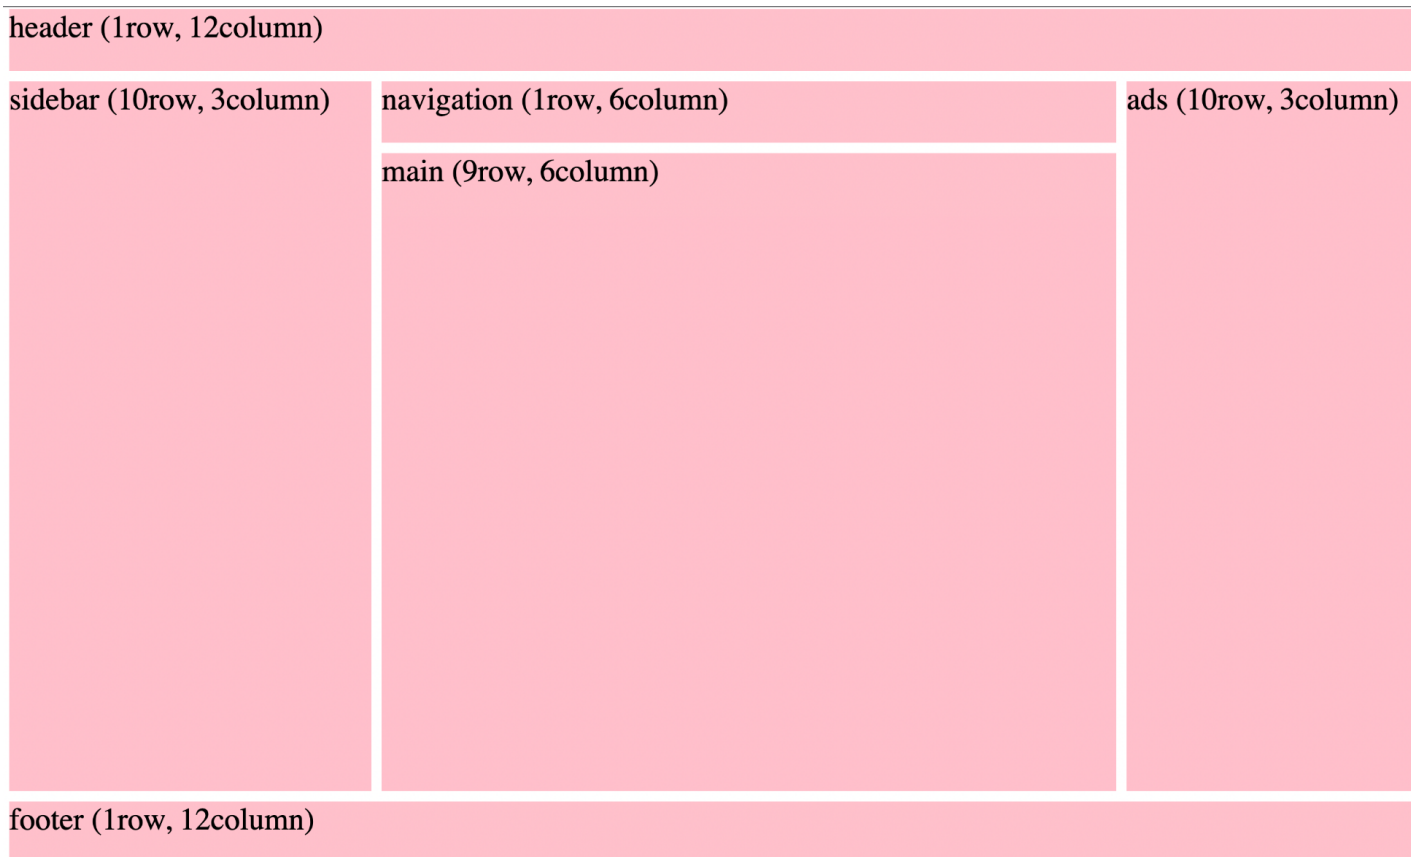 header (1row, 12column)
sidebar (10row, 3column)
navigation (1row, 6column)
ads (10row, 3column)
main (9row, 6column)
footer (1row, 12column)